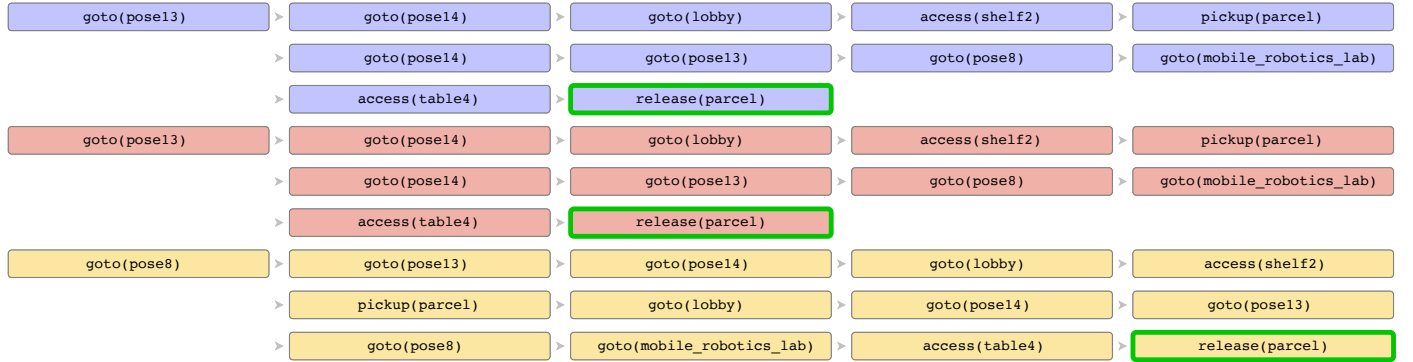 goto(pose13) goto(pose14) goto(lobby) access(shelf2) pickup(parcel)
goto(pose14) goto(pose13) goto(pose8) goto(mobile_robotics_lab)
access(table4) release(parcel)
goto(pose13) goto(pose14) goto(lobby) access(shelf2) pickup(parcel)
goto(pose14) goto(pose13) goto(pose8) goto(mobile_robotics_lab)
access(table4) release(parcel)
goto(pose8) goto(pose13) goto(pose14) goto(lobby) access(shelf2)
pickup(parcel) goto(lobby) goto(pose14) goto(pose13)
goto(pose8) goto(mobile_robotics_lab) access(table4) release(parcel)